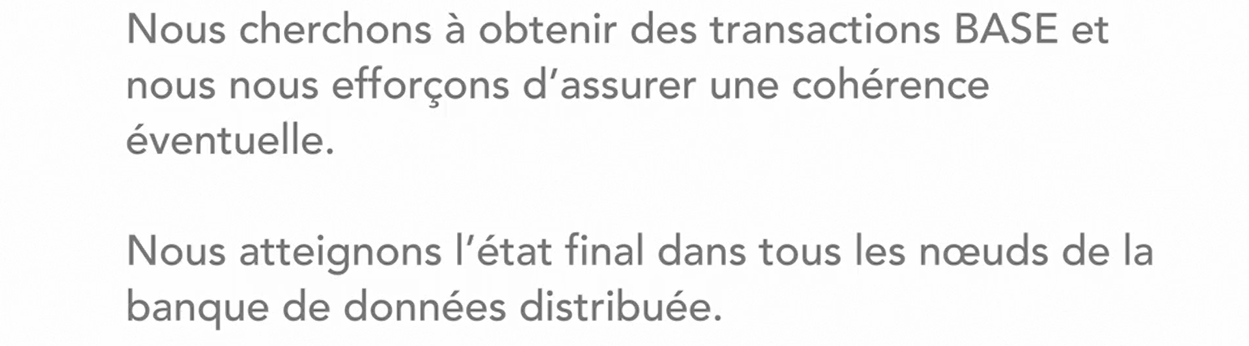 Nous cherchons à obtenir des transactions BASE et
nous nous efforçons d’assurer une cohérence
éventuelle.
Nous atteignons l’état final dans tous les nœuds de la
banque de données distribuée.